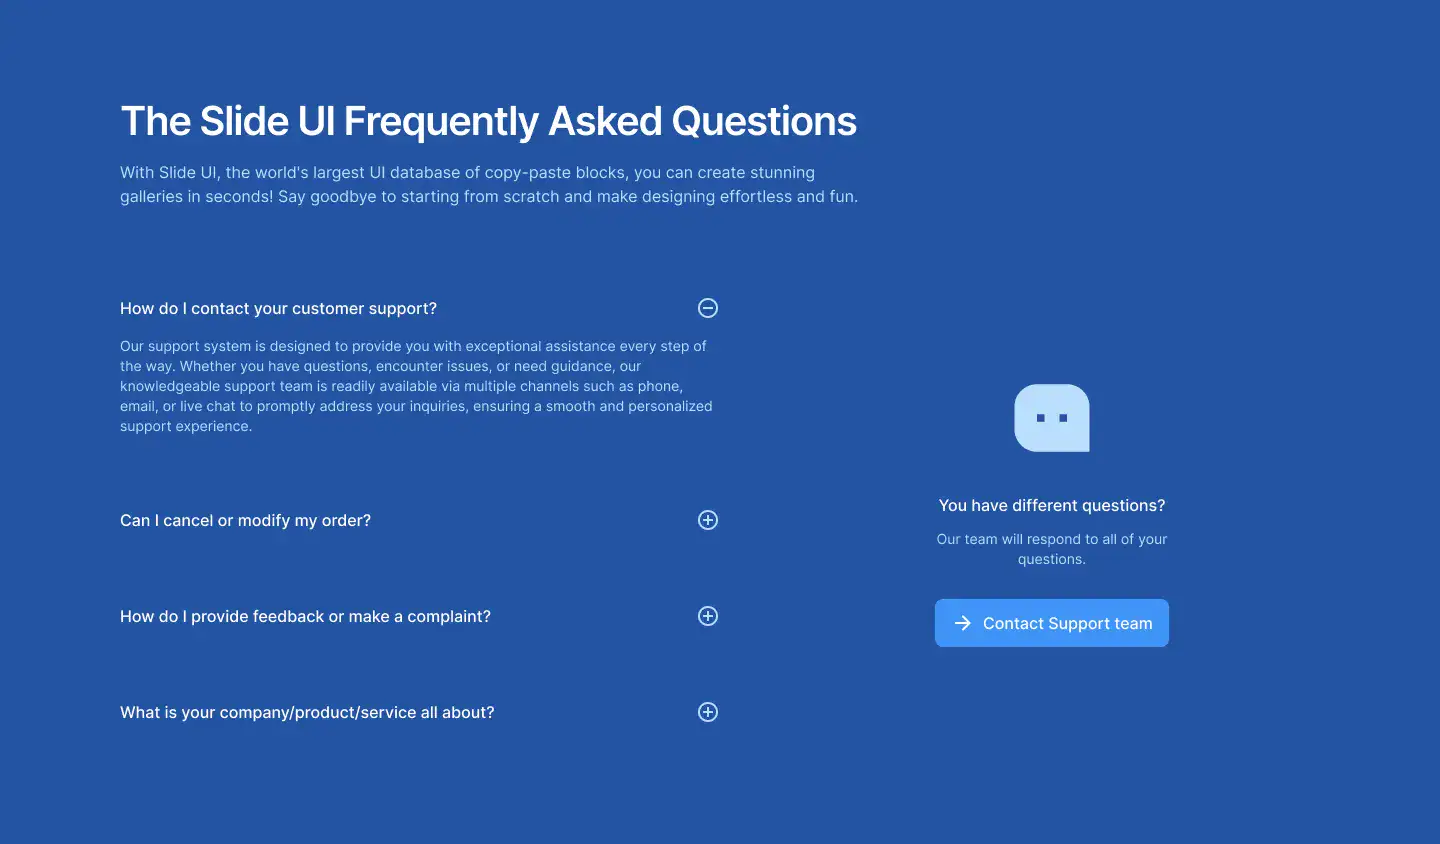 The Slide UI Frequently Asked Questions
With Slide UI, the world's largest UI database of copy-paste blocks, you can create stunning
galleries in seconds! Say goodbye to starting from scratch and make designing effortless and fun.
How do I contact your customer support?
Our support system is designed to provide you with exceptional assistance every step of
the way. Whether you have questions, encounter issues, or need guidance, our
knowledgeable support team is readily available via multiple channels such as phone,
email, or live chat to promptly address your inquiries, ensuring a smooth and personalized
support experience.
Can I cancel or modify my order?
How do I provide feedback or make a complaint?
What is your company/product/service all about?
You have different questions?
Our team will respond to all of your
questions.
Contact Support team